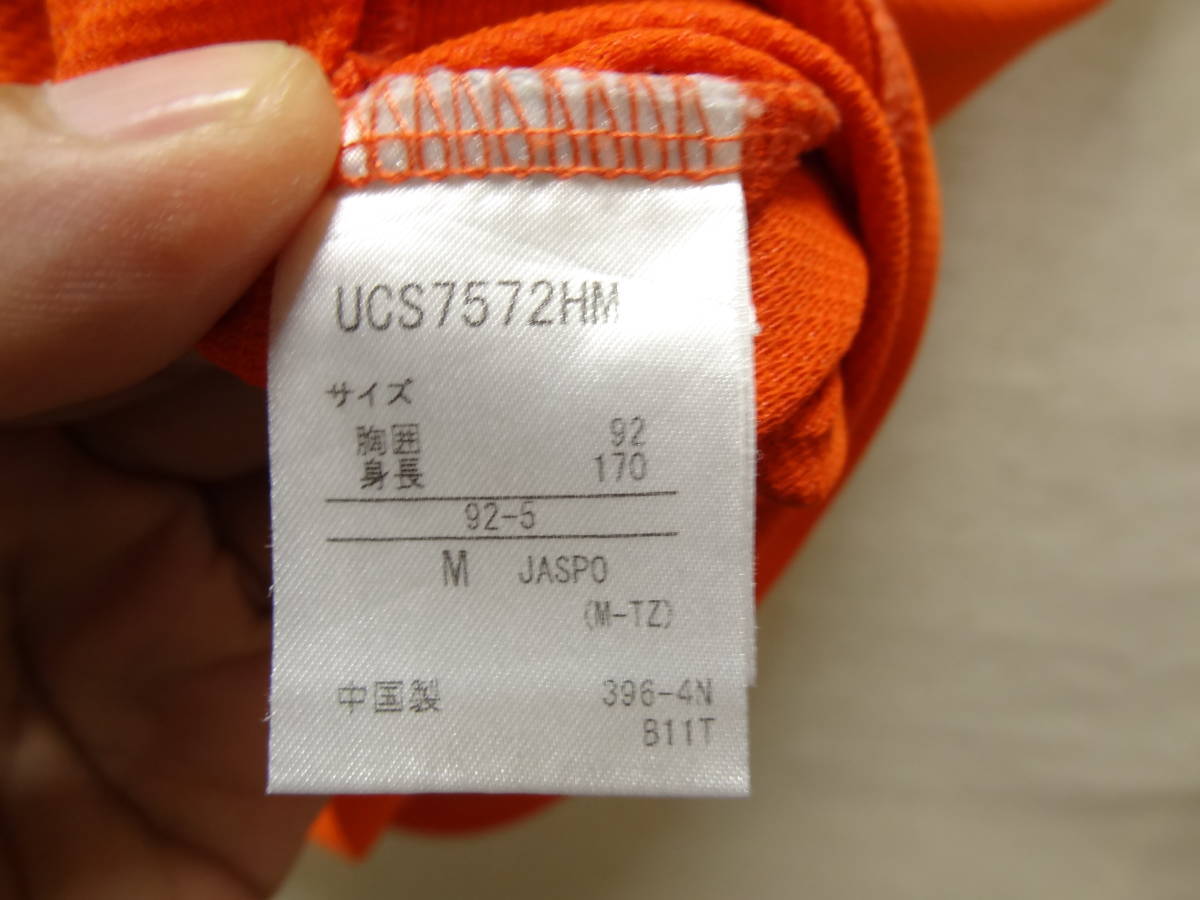 UCS7572HM
サイズ
胸囲 92
身長 170
92-5
M JASPO
(M-TZ)
中国製 396-4N
B11T